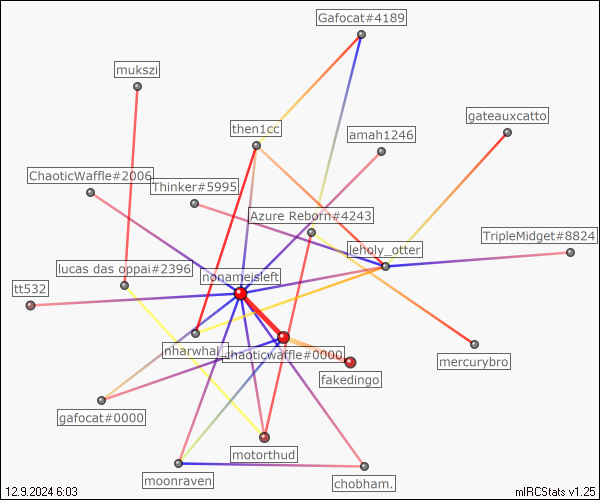 Gafocat#4189
mukszi
gateauxcatto
then1cc
amah1246
ChaoticWaffle#2006
Thinker#5995
Azure Reborn#4243
TripleMidget#8824
leholy_otter
lucas das oppai#2396
nonameisleft
tt532
nharwhal_
chaoticwaffle#0000
mercurybro
fakedingo
gafocat#0000
motorthud
moonraven
chobham.
12.9.2024 6:03
mIRCStats v1.25